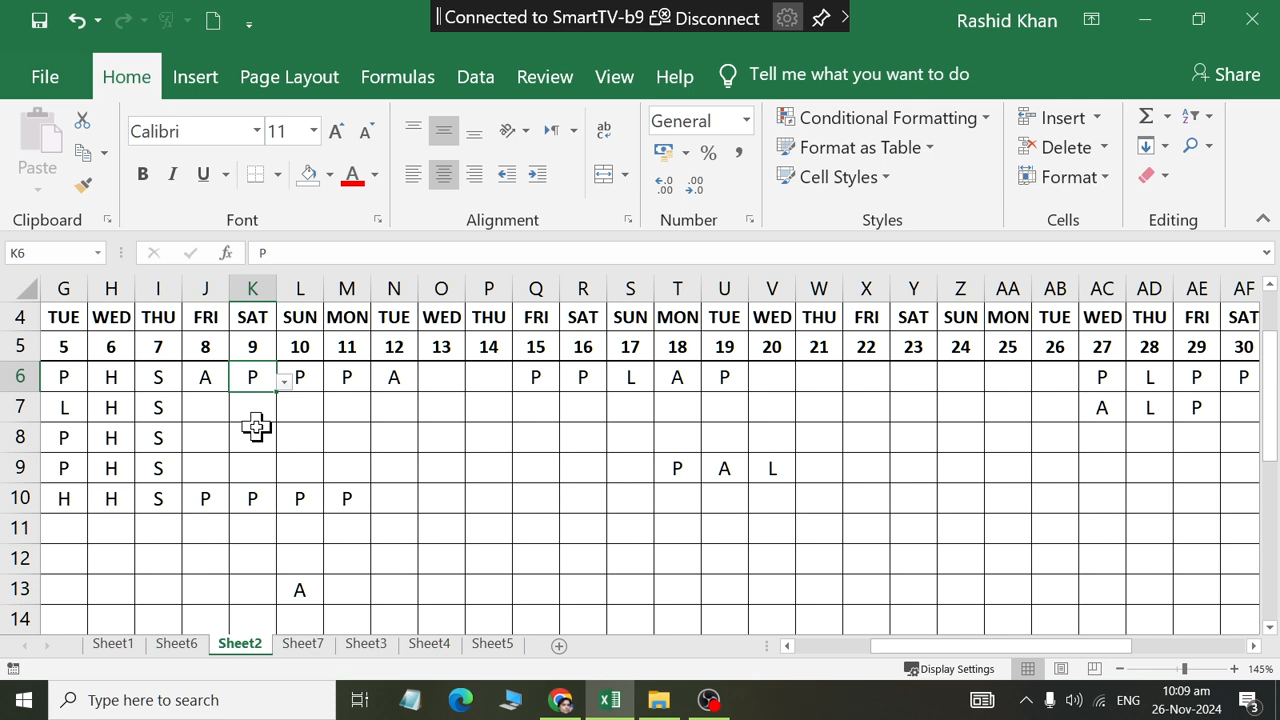 Connected to SmartTV-b9 Disconnect
Rashid Khan
File Home Insert Page Layout Formulas Data Review View Help Tell me what you want to do Share
Paste
Calibri 11
B I U A
ab
General
% ,
Conditional Formatting
Format as Table
Cell Styles
Insert
Delete
Format
Clipboard Font Alignment Number Styles Cells Editing
K6 fx P
G H I J K L M N O P Q R S T U V W X Y Z AA AB AC AD AE AF
4 TUE WED THU FRI SAT SUN MON TUE WED THU FRI SAT SUN MON TUE WED THU FRI SAT SUN MON TUE WED THU FRI SAT
5 5 6 7 8 9 10 11 12 13 14 15 16 17 18 19 20 21 22 23 24 25 26 27 28 29 30
6 P H S A P P P A P P L A P P L P P
7 L H S A L P
8 P H S
9 P H S P A L
10 H H S P P P P
11
12
13 A
14
Sheet1 Sheet6 Sheet2 Sheet7 Sheet3 Sheet4 Sheet5
Display Settings 145%
Type here to search ENG 10:09 am
26-Nov-2024 3